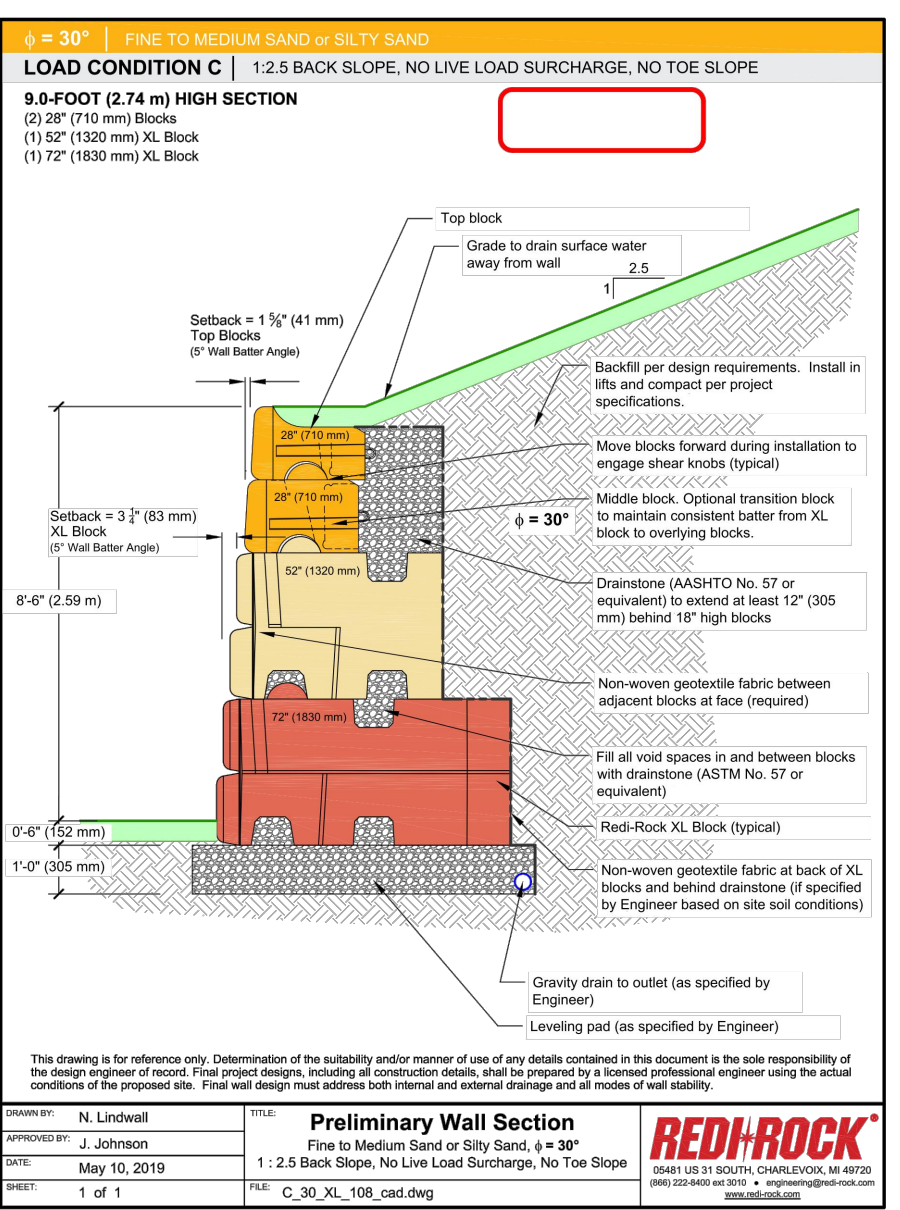 ϕ = 30° | FINE TO MEDIUM SAND or SILTY SAND
LOAD CONDITION C | 1:2.5 BACK SLOPE, NO LIVE LOAD SURCHARGE, NO TOE SLOPE
9.0-FOOT (2.74 m) HIGH SECTION
(2) 28" (710 mm) Blocks
(1) 52" (1320 mm) XL Block
(1) 72" (1830 mm) XL Block
Top block
Grade to drain surface water
away from wall
2.5
1
Setback = 1 ⅝" (41 mm)
Top Blocks
(5° Wall Batter Angle)
Backfill per design requirements. Install in
lifts and compact per project
specifications.
28" (710 mm)
Move blocks forward during installation to
engage shear knobs (typical)
28" (710 mm)
Middle block. Optional transition block
to maintain consistent batter from XL
block to overlying blocks.
Setback = 3 ¼" (83 mm)
XL Block
(5° Wall Batter Angle)
ϕ = 30°
52" (1320 mm)
Drainstone (AASHTO No. 57 or
equivalent) to extend at least 12" (305
mm) behind 18" high blocks
8'-6" (2.59 m)
Non-woven geotextile fabric between
adjacent blocks at face (required)
72" (1830 mm)
Fill all void spaces in and between blocks
with drainstone (ASTM No. 57 or
equivalent)
Redi-Rock XL Block (typical)
0'-6" (152 mm)
1'-0" (305 mm)
Non-woven geotextile fabric at back of XL
blocks and behind drainstone (if specified
by Engineer based on site soil conditions)
Gravity drain to outlet (as specified by
Engineer)
Leveling pad (as specified by Engineer)
This drawing is for reference only. Determination of the suitability and/or manner of use of any details contained in this document is the sole responsibility of
the design engineer of record. Final project designs, including all construction details, shall be prepared by a licensed professional engineer using the actual
conditions of the proposed site. Final wall design must address both internal and external drainage and all modes of wall stability.
DRAWN BY: N. Lindwall
APPROVED BY: J. Johnson
DATE: May 10, 2019
SHEET: 1 of 1
TITLE: Preliminary Wall Section
Fine to Medium Sand or Silty Sand, ϕ = 30°
1 : 2.5 Back Slope, No Live Load Surcharge, No Toe Slope
FILE: C_30_XL_108_cad.dwg
REDI-ROCK®
05481 US 31 SOUTH, CHARLEVOIX, MI 49720
(866) 222-8400 ext 3010 • engineering@redi-rock.com
www.redi-rock.com